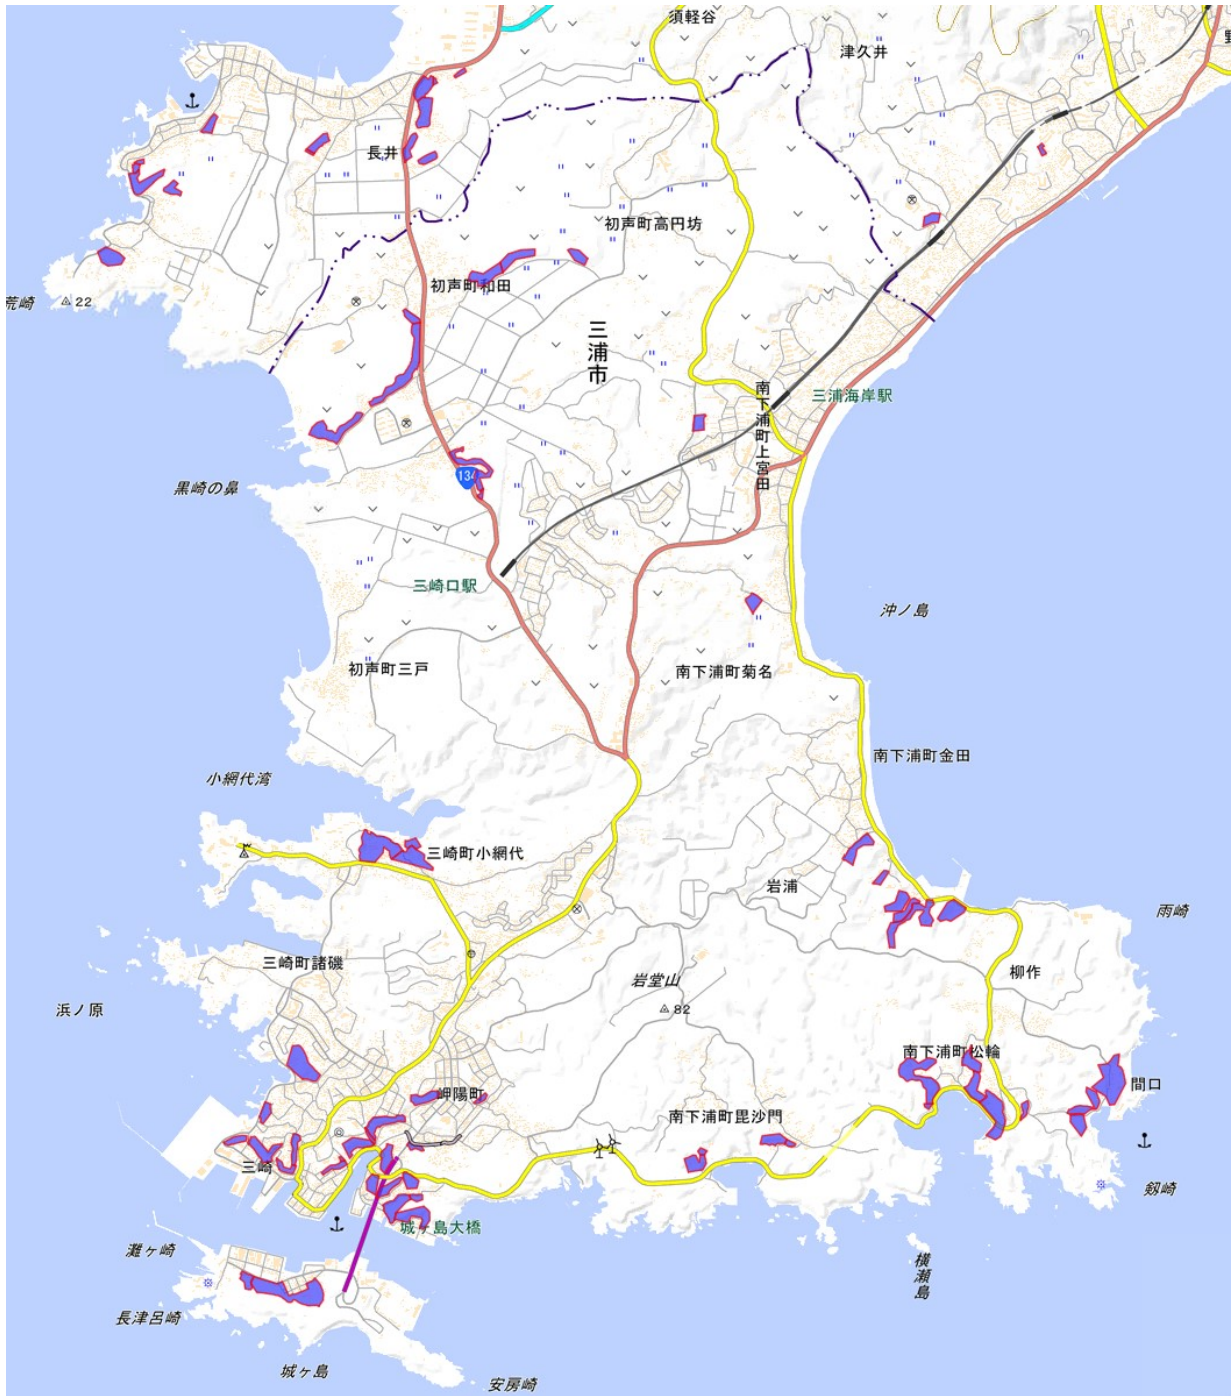 須軽谷
津久井
長井
初声町高円坊
初声町和田
荒崎
22
三浦市
三浦海岸駅
南下浦町上宮田
134
黒崎の鼻
三崎口駅
沖ノ島
初声町三戸
南下浦町菊名
南下浦町金田
小網代湾
三崎町小網代
岩浦
雨崎
三崎町諸磯
岩堂山
82
柳作
浜ノ原
南下浦町松輪
間口
岬陽町
南下浦町毘沙門
三崎
剱崎
城ヶ島大橋
灘ヶ崎
横瀬島
長津呂崎
城ヶ島
安房崎